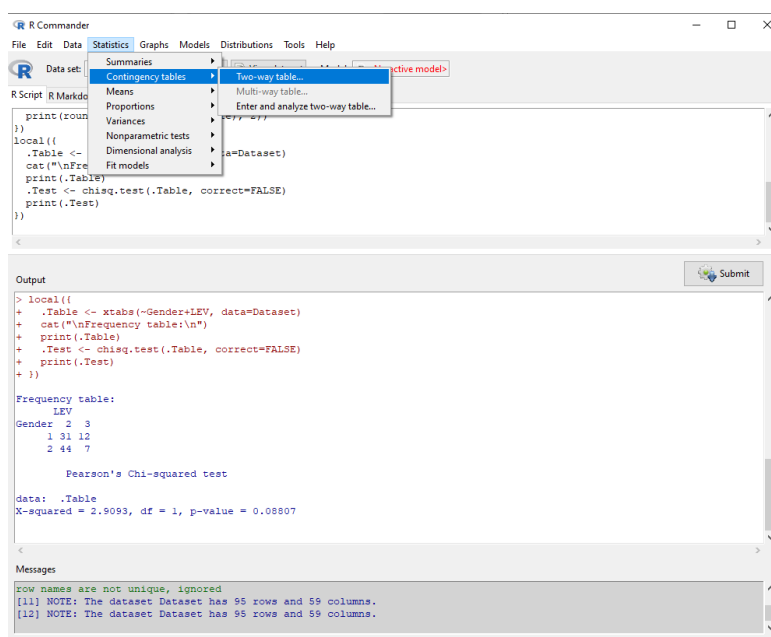 R Commander
File Edit Data Statistics Graphs Models Distributions Tools Help
Data set:
active model>
Summaries
Contingency tables
Means
Proportions
Variances
Nonparametric tests
Dimensional analysis
Fit models
Two-way table...
Multi-way table...
Enter and analyze two-way table...
R Script R Markdo
print(roun
2))
})
local({
.Table <- a=Dataset)
cat("\nFre
print(.Table)
.Test <- chisq.test(.Table, correct=FALSE)
print(.Test)
})
Submit
Output
> local({
+ .Table <- xtabs(~Gender+LEV, data=Dataset)
+ cat("\nFrequency table:\n")
+ print(.Table)
+ .Test <- chisq.test(.Table, correct=FALSE)
+ print(.Test)
+ })
Frequency table:
LEV
Gender 2 3
1 31 12
2 44 7
Pearson's Chi-squared test
data: .Table
X-squared = 2.9093, df = 1, p-value = 0.08807
Messages
row names are not unique, ignored
[11] NOTE: The dataset Dataset has 95 rows and 59 columns.
[12] NOTE: The dataset Dataset has 95 rows and 59 columns.